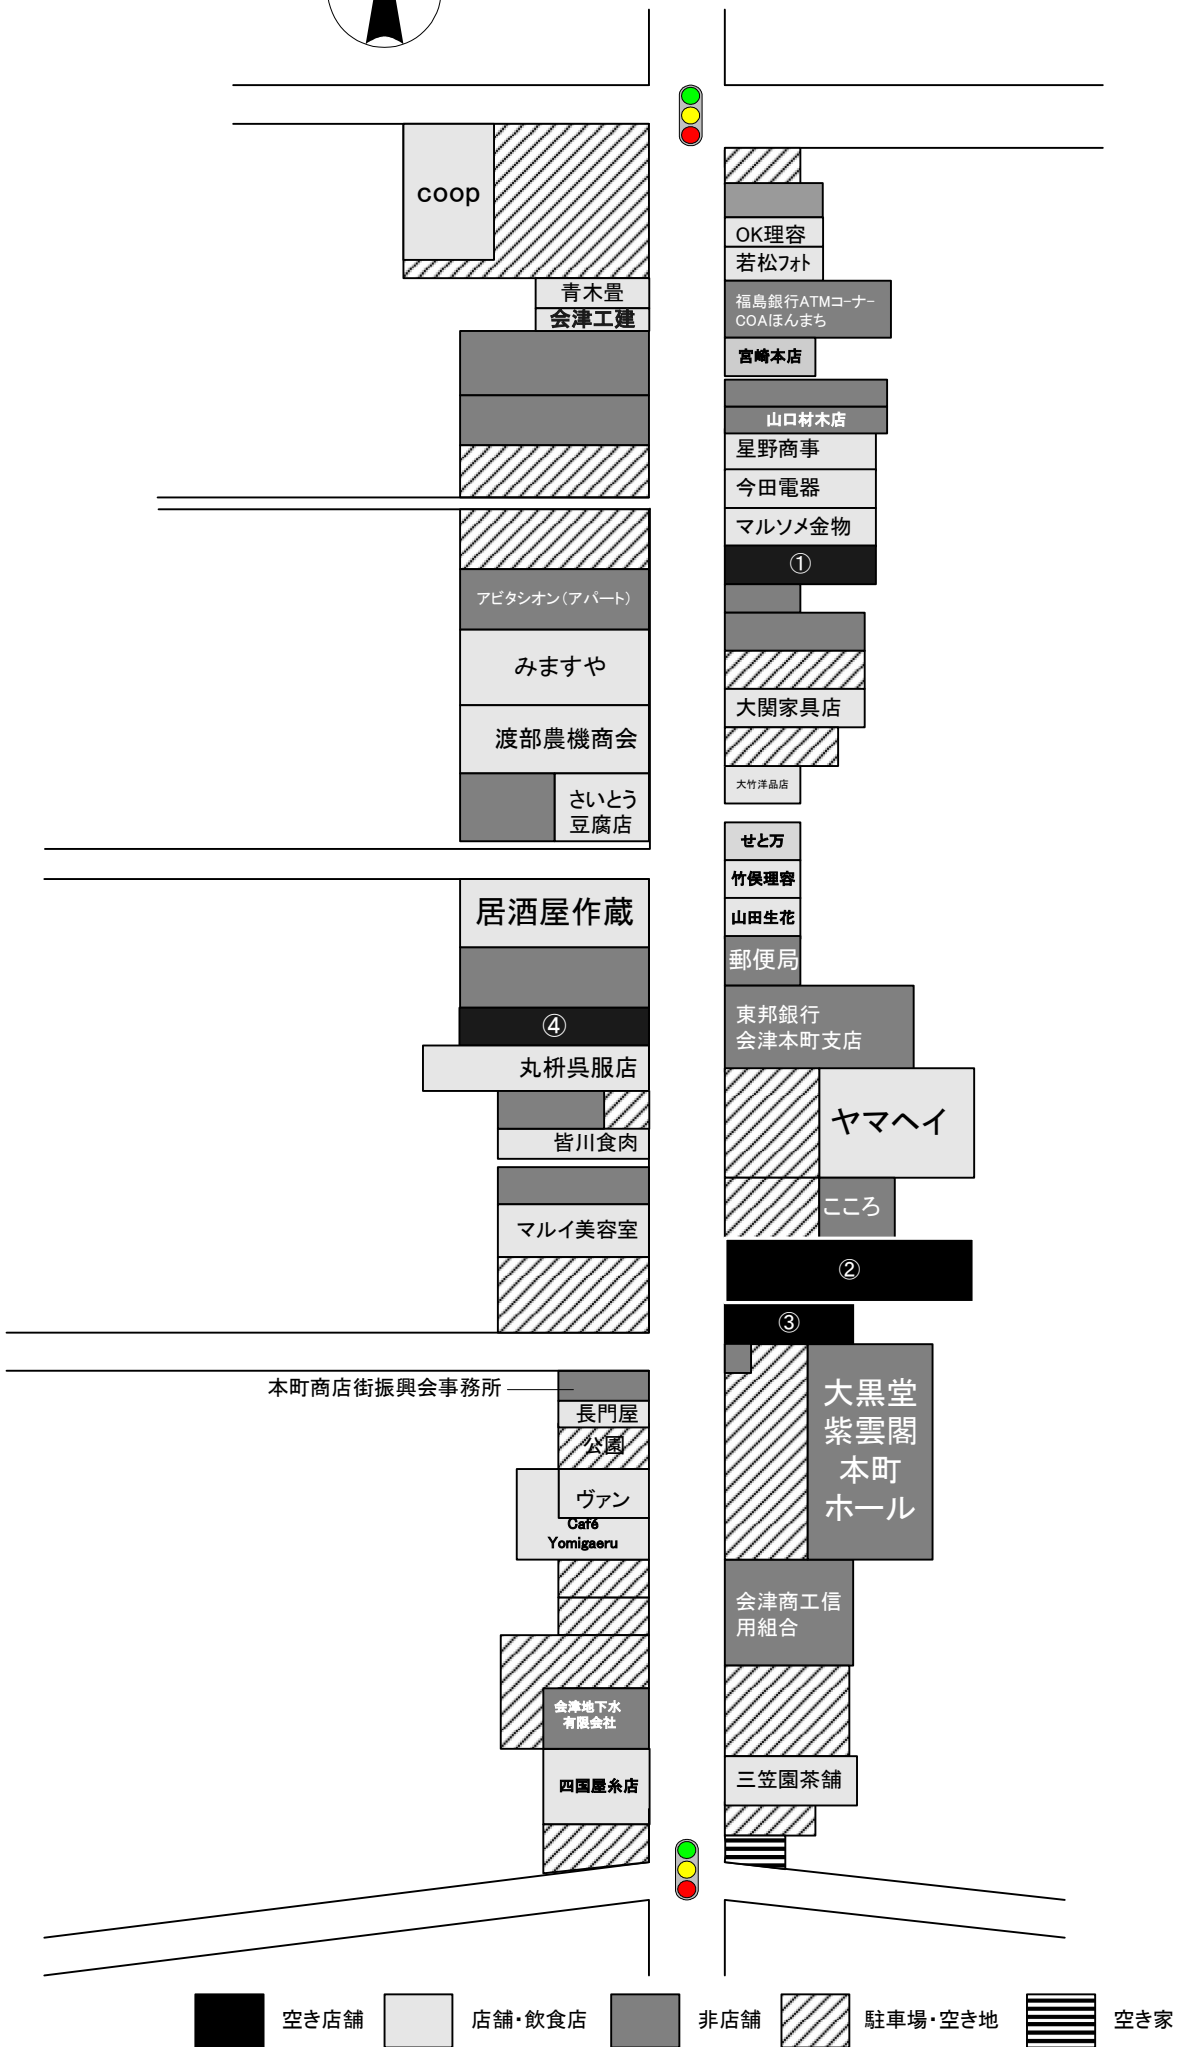 coop
青木畳
会津工建
アビタシオン(アパート)
みますや
渡部農機商会
さいとう
豆腐店
居酒屋作蔵
④
丸枡呉服店
皆川食肉
マルイ美容室
本町商店街振興会事務所
長門屋
公園
ヴァン
Café
Yomigaeru
会津地下水
有限会社
四国屋糸店
OK理容
若松フォト
福島銀行ATMコーナー
COAほんまち
宮崎本店
山口材木店
星野商事
今田電器
マルソメ金物
①
大関家具店
大竹洋品店
せと万
竹俣理容
山田生花
郵便局
東邦銀行
会津本町支店
ヤマヘイ
こころ
②
③
大黒堂
紫雲閣
本町
ホール
会津商工信
用組合
三笠園茶舗
空き店舗
店舗・飲食店
非店舗
駐車場・空き地
空き家